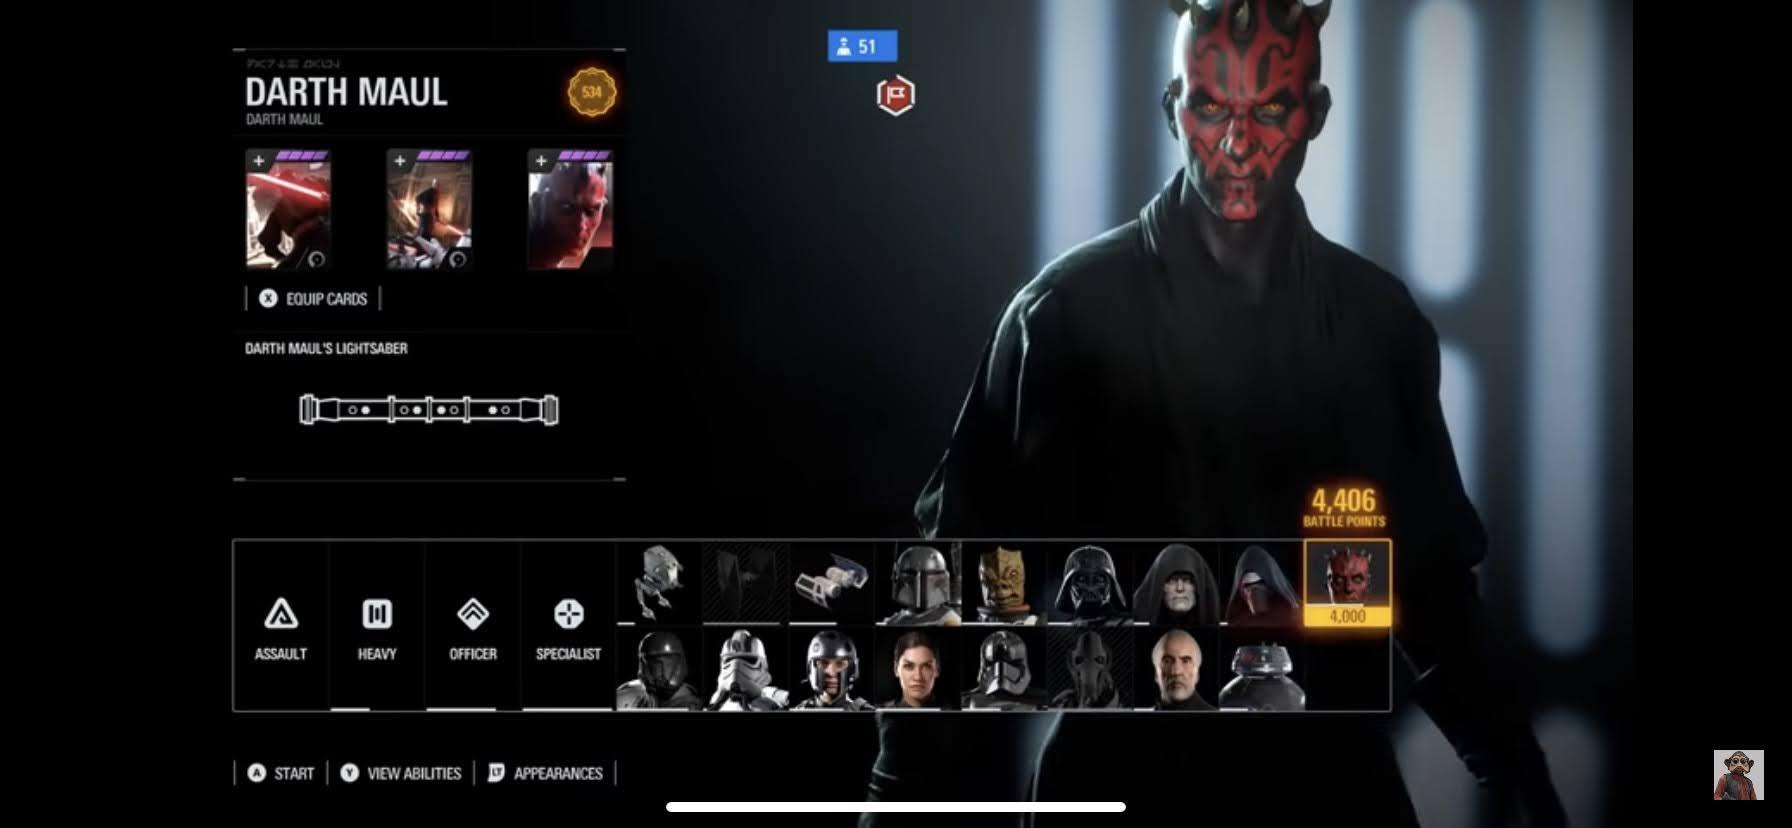 DARTH MAUL
534
DARTH MAUL
51
X EQUIP CARDS
DARTH MAUL'S LIGHTSABER
4,406
BATTLE POINTS
4,000
ASSAULT
HEAVY
OFFICER
SPECIALIST
A START
Y VIEW ABILITIES
LT APPEARANCES